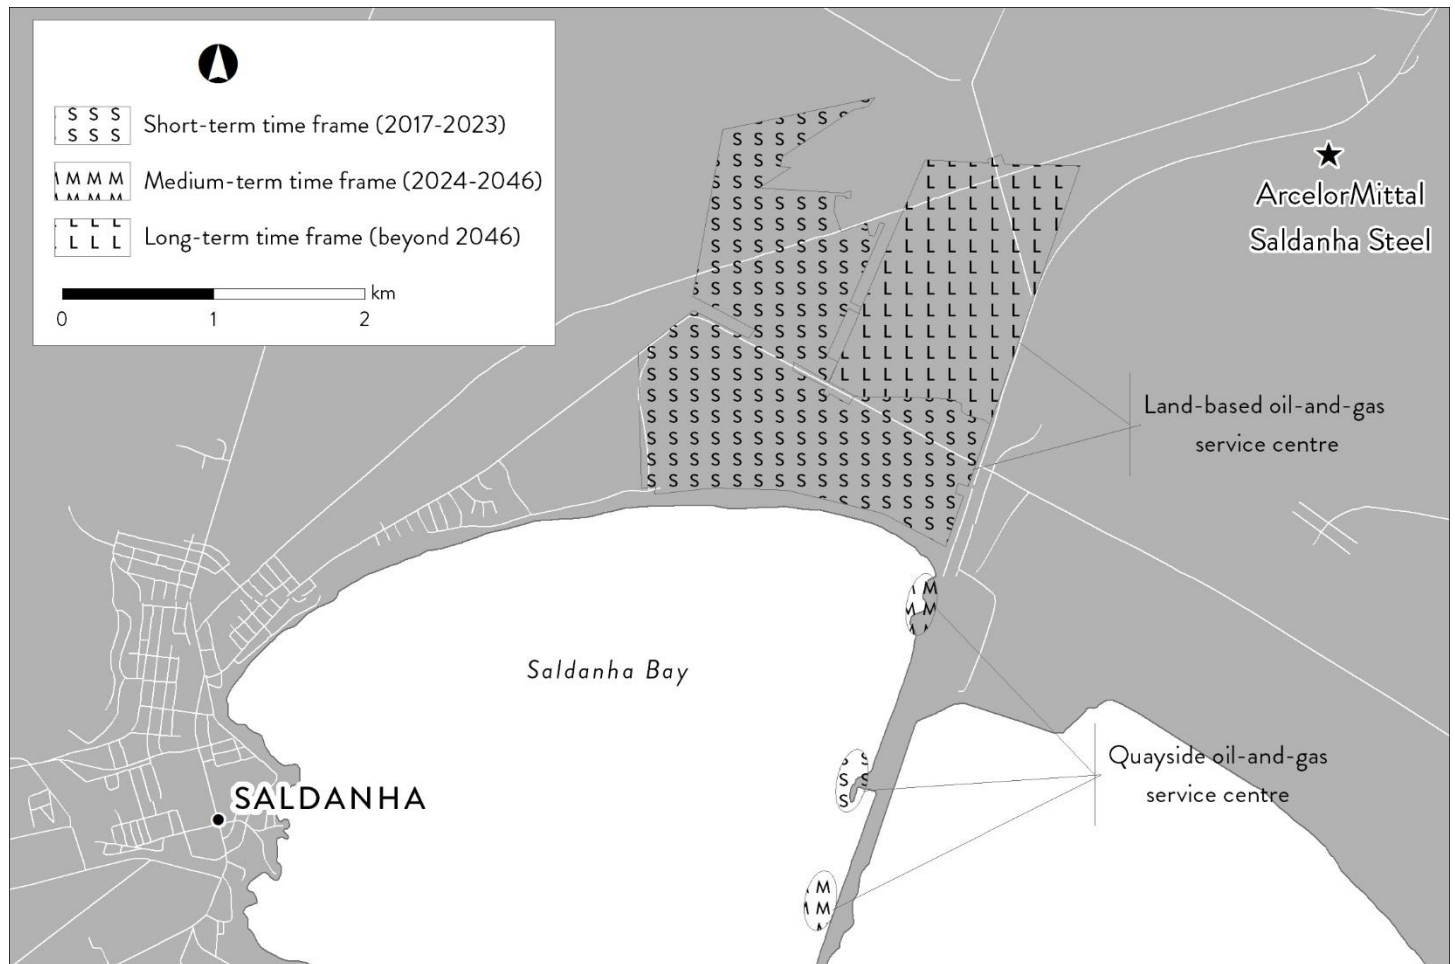 Short-term time frame (2017-2023)
Medium-term time frame (2024-2046)
Long-term time frame (beyond 2046)
km
0 1 2
ArcelorMittal
Saldanha Steel
Land-based oil-and-gas
service centre
Saldanha Bay
Quayside oil-and-gas
service centre
SALDANHA